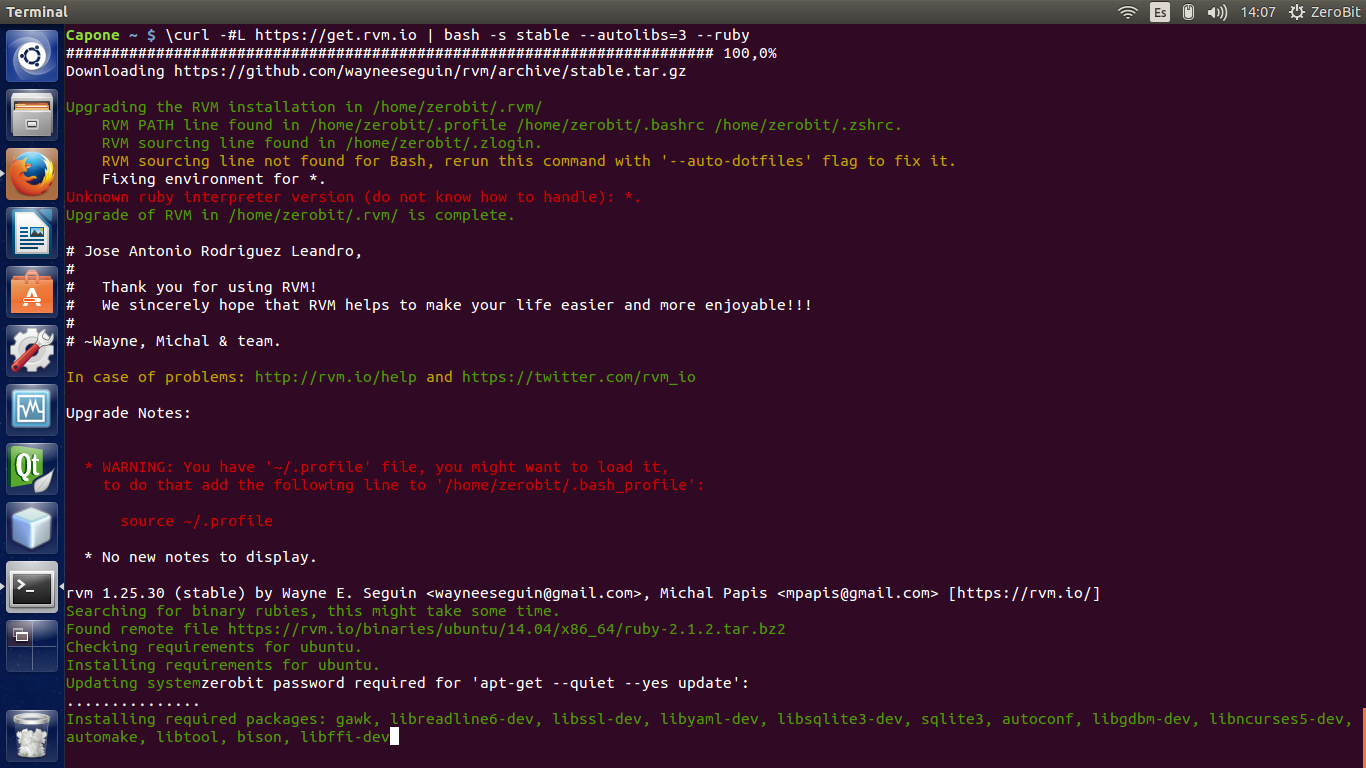 Terminal
Es
14:07
ZeroBit
Capone ~ $ \curl -#L https://get.rvm.io | bash -s stable --autolibs=3 --ruby
######################################################################## 100,0%
Downloading https://github.com/wayneeseguin/rvm/archive/stable.tar.gz
Upgrading the RVM installation in /home/zerobit/.rvm/
RVM PATH line found in /home/zerobit/.profile /home/zerobit/.bashrc /home/zerobit/.zshrc.
RVM sourcing line found in /home/zerobit/.zlogin.
RVM sourcing line not found for Bash, rerun this command with '--auto-dotfiles' flag to fix it.
Fixing environment for *.
Unknown ruby interpreter version (do not know how to handle): *.
Upgrade of RVM in /home/zerobit/.rvm/ is complete.
# Jose Antonio Rodriguez Leandro,
#
#   Thank you for using RVM!
#   We sincerely hope that RVM helps to make your life easier and more enjoyable!!!
#
# ~Wayne, Michal & team.
In case of problems: http://rvm.io/help and https://twitter.com/rvm_io
Upgrade Notes:
* WARNING: You have '~/.profile' file, you might want to load it,
to do that add the following line to '/home/zerobit/.bash_profile':
source ~/.profile
* No new notes to display.
rvm 1.25.30 (stable) by Wayne E. Seguin <wayneeseguin@gmail.com>, Michal Papis <mpapis@gmail.com> [https://rvm.io/]
Searching for binary rubies, this might take some time.
Found remote file https://rvm.io/binaries/ubuntu/14.04/x86_64/ruby-2.1.2.tar.bz2
Checking requirements for ubuntu.
Installing requirements for ubuntu.
Updating systemzerobit password required for 'apt-get --quiet --yes update':
...............
Installing required packages: gawk, libreadline6-dev, libssl-dev, libyaml-dev, libsqlite3-dev, sqlite3, autoconf, libgdbm-dev, libncurses5-dev,
automake, libtool, bison, libffi-dev
Qt